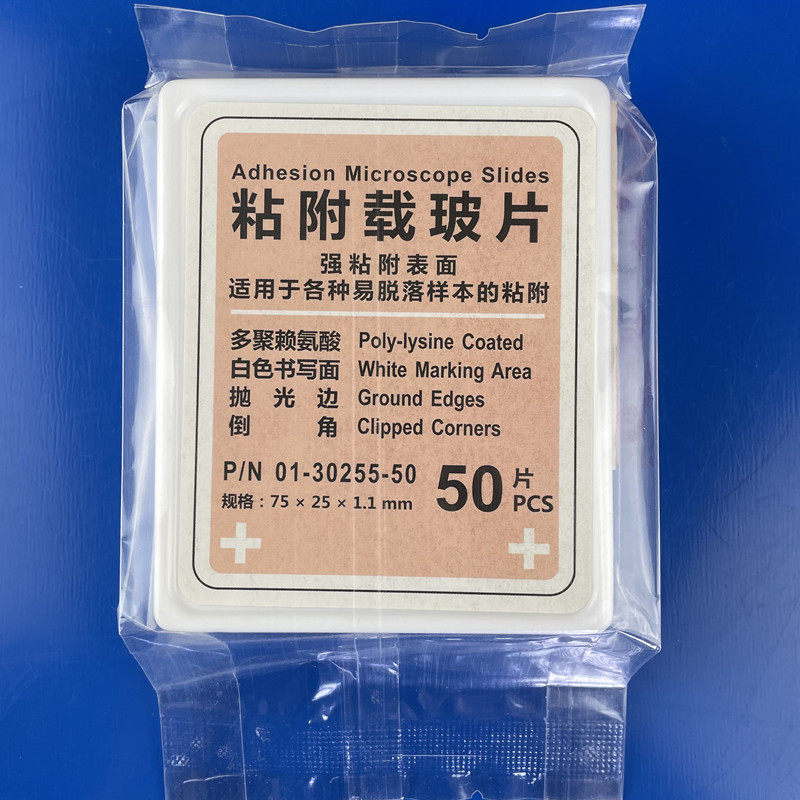 Adhesion Microscope Slides
粘附载玻片
强粘附表面
适用于各种易脱落样本的粘附
多聚赖氨酸 Poly-lysine Coated
白色书写面 White Marking Area
抛光边 Ground Edges
倒角 Clipped Corners
P/N 01-30255-50
规格：75 × 25 × 1.1 mm
50片
PCS